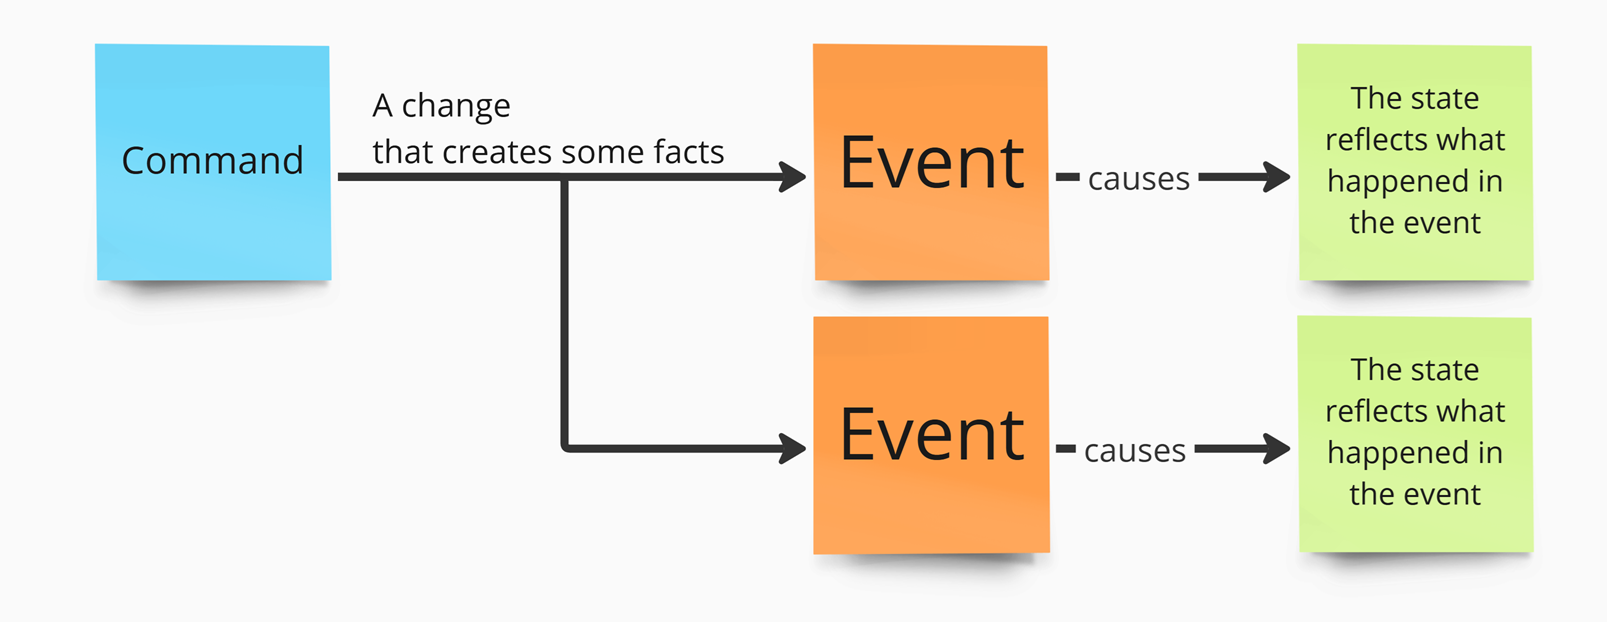 Command
A change
that creates some facts
Event
causes
The state
reflects what
happened in
the event
Event
causes
The state
reflects what
happened in
the event